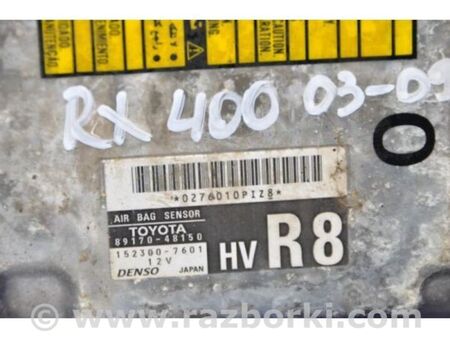 RX 400 03-09
O
*0276010PIZ8*
AIR BAG SENSOR
TOYOTA
89170-48150
152300-7601
12V
DENSO JAPAN
HV R8
www.razborki.com